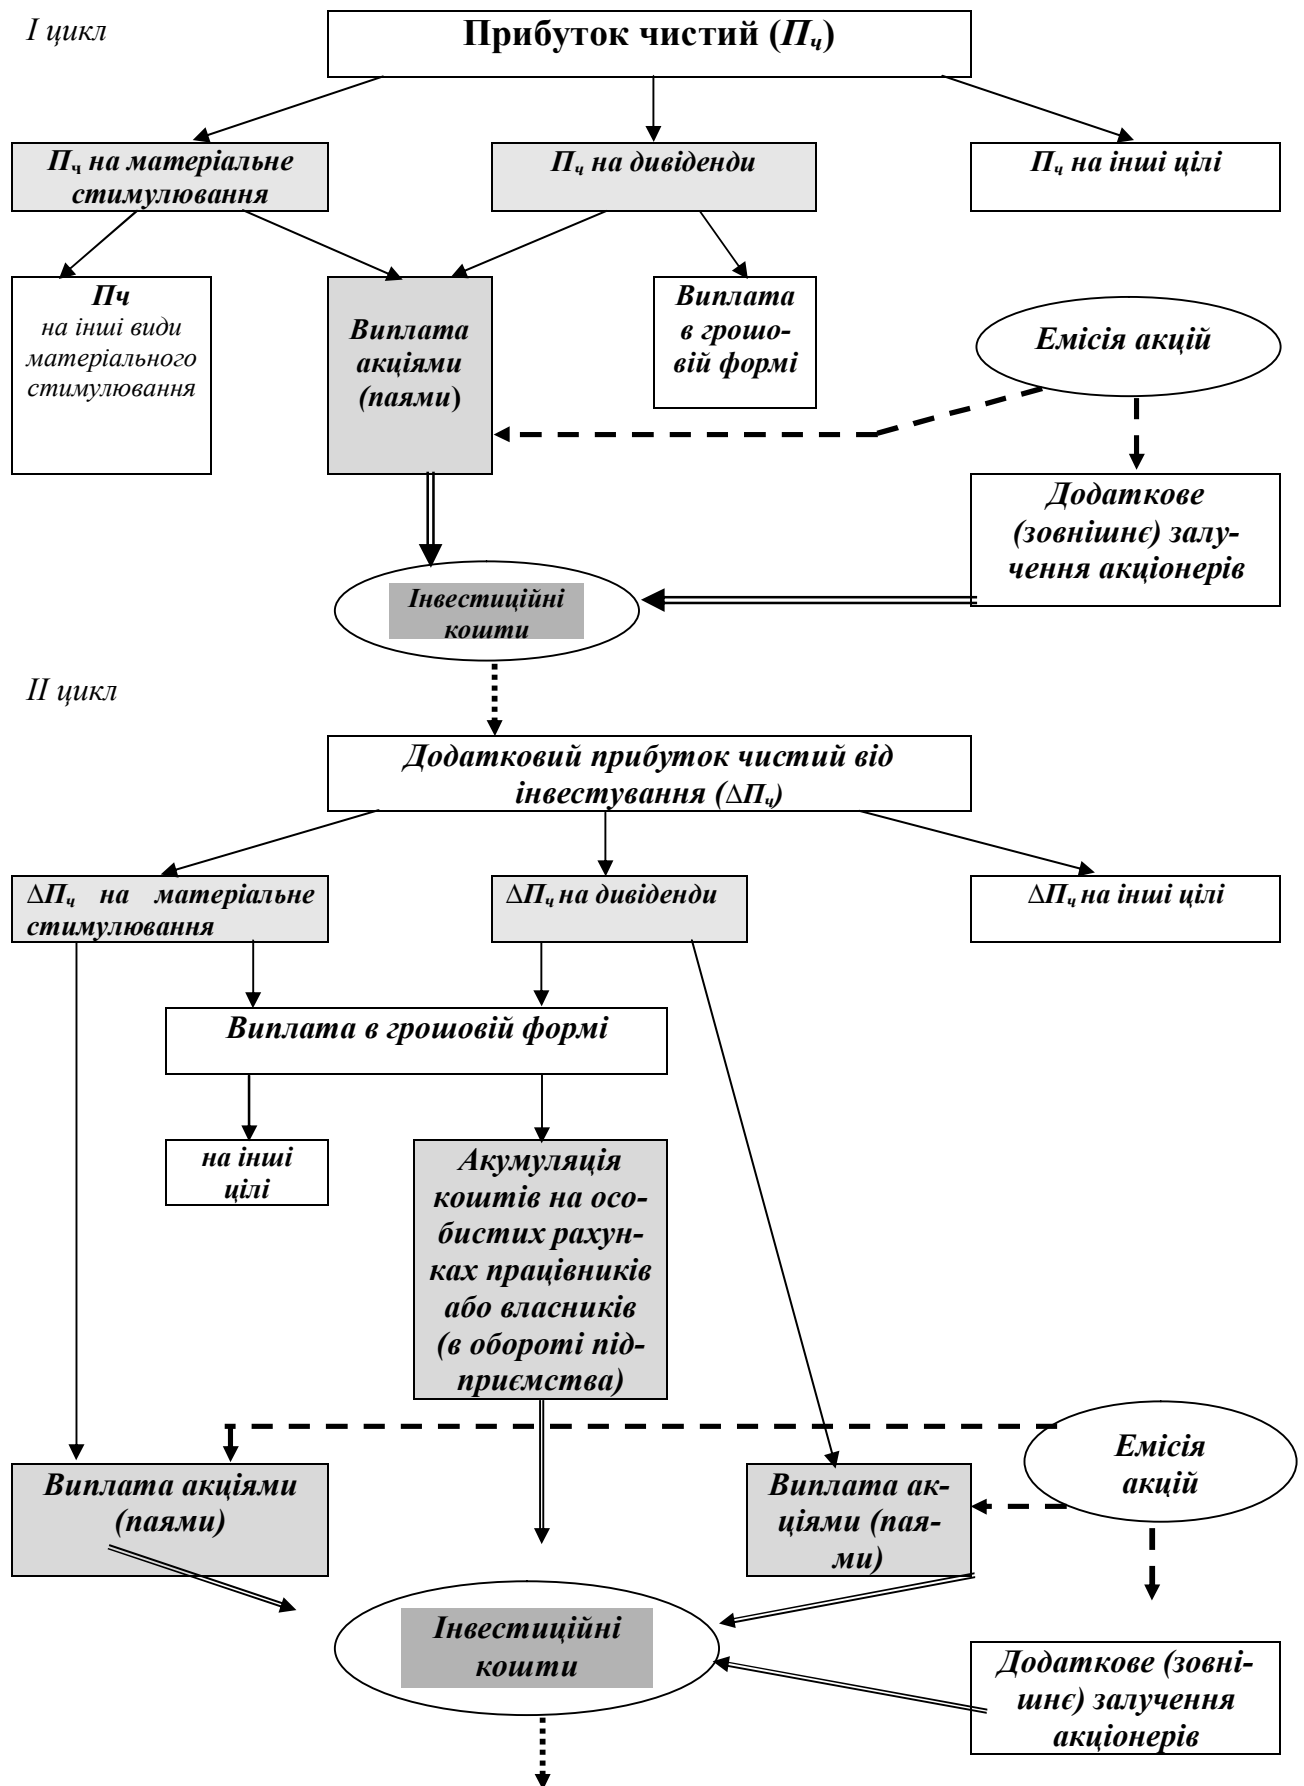 І цикл
Прибуток чистий (Пч)
Пч на матеріальне
стимулювання
Пч на дивіденди
Пч на інші цілі
Пч
на інші види
матеріального
стимулювання
Виплата
акціями
(паями)
Виплата
в грошо-
вій формі
Емісія акцій
Додаткове
(зовнішнє) залу-
чення акціонерів
Інвестиційні
кошти
ІІ цикл
Додатковий прибуток чистий від
інвестування (ΔПч)
ΔПч на матеріальне
стимулювання
ΔПч на дивіденди
ΔПч на інші цілі
Виплата в грошовій формі
на інші
цілі
Акумуляція
коштів на осо-
бистих рахун-
ках працівників
або власників
(в обороті під-
приємства)
Емісія
акцій
Виплата акціями
(паями)
Виплата ак-
ціями (пая-
ми)
Інвестиційні
кошти
Додаткове (зовні-
шнє) залучення
акціонерів